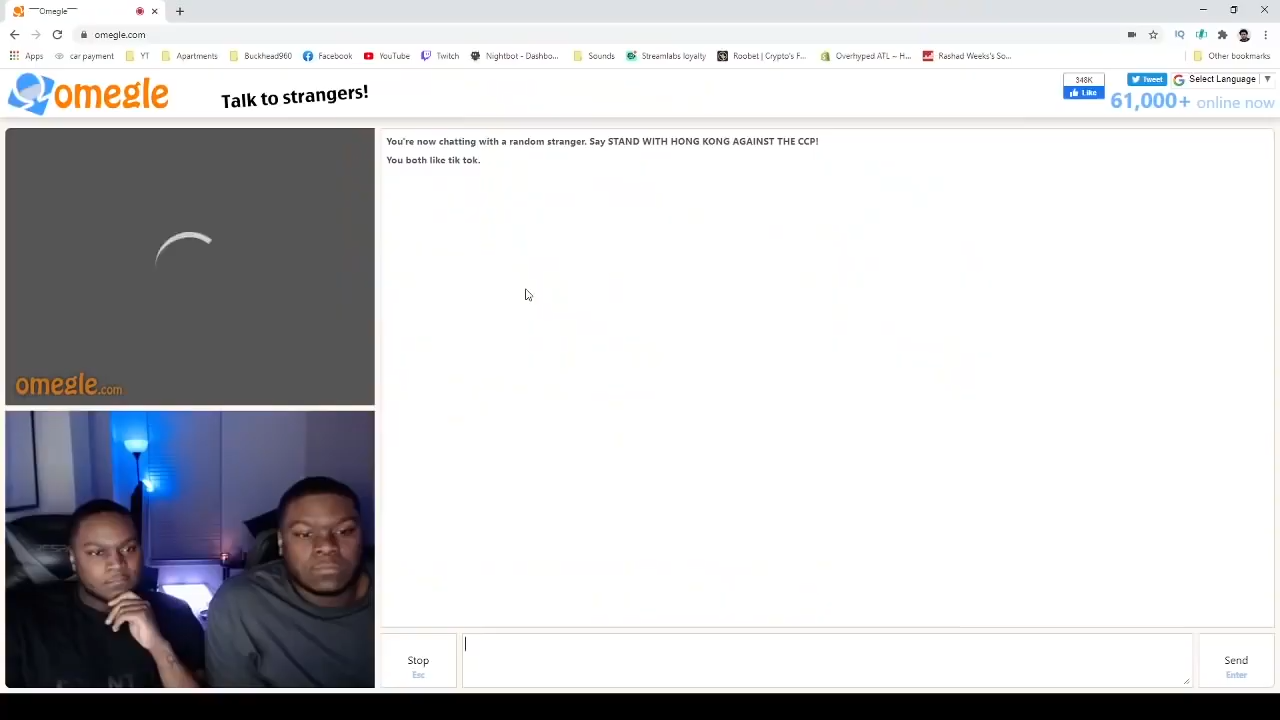 Omegle
omegle.com
Apps
car payment
YT
Apartments
Buckhead960
Facebook
YouTube
Twitch
Nightbot - Dashbo...
Sounds
Streamlabs loyalty
Roobet | Crypto's F...
Overhyped ATL – H...
Rashad Weeks's So...
Other bookmarks
omegle
Talk to strangers!
348K
Like
Tweet
Select Language
61,000+ online now
You're now chatting with a random stranger. Say STAND WITH HONG KONG AGAINST THE CCP!
You both like tik tok.
omegle.com
Stop
Esc
Send
Enter